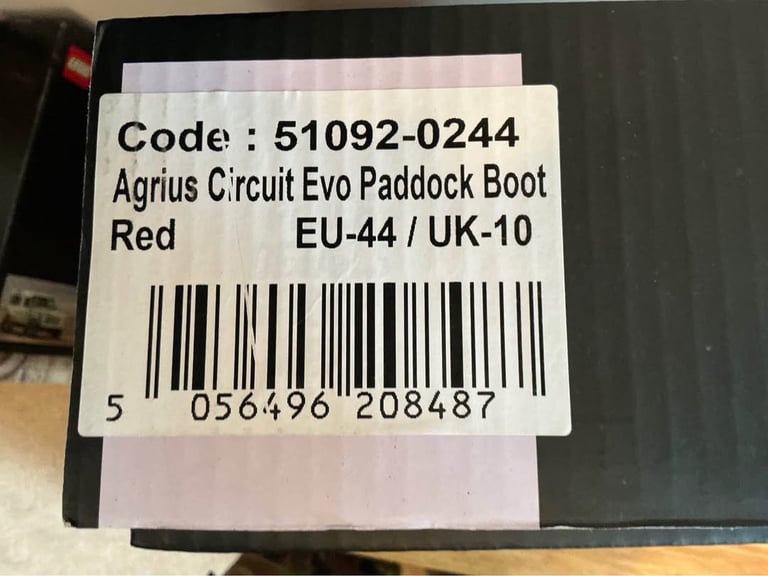 Code : 51092-0244
Agrius Circuit Evo Paddock Boot
Red EU-44 / UK-10
5 056496 208487